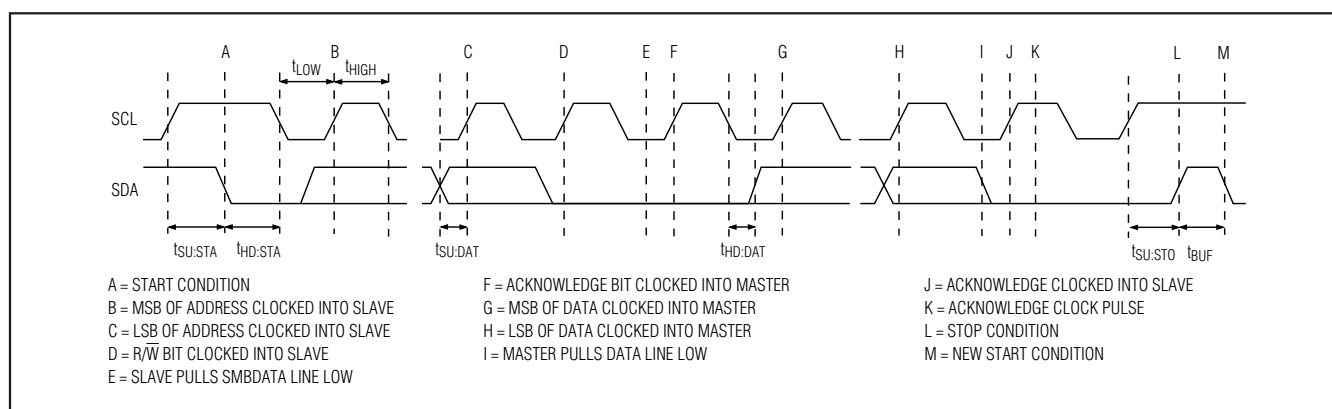 A B C D E F G H I J K L M
tLOW tHIGH
SCL
SDA
tSU:STA tHD:STA tSU:DAT tHD:DAT tSU:STO tBUF
A = START CONDITION
B = MSB OF ADDRESS CLOCKED INTO SLAVE
C = LSB OF ADDRESS CLOCKED INTO SLAVE
D = R/W̅ BIT CLOCKED INTO SLAVE
E = SLAVE PULLS SMBDATA LINE LOW
F = ACKNOWLEDGE BIT CLOCKED INTO MASTER
G = MSB OF DATA CLOCKED INTO MASTER
H = LSB OF DATA CLOCKED INTO MASTER
I = MASTER PULLS DATA LINE LOW
J = ACKNOWLEDGE CLOCKED INTO SLAVE
K = ACKNOWLEDGE CLOCK PULSE
L = STOP CONDITION
M = NEW START CONDITION